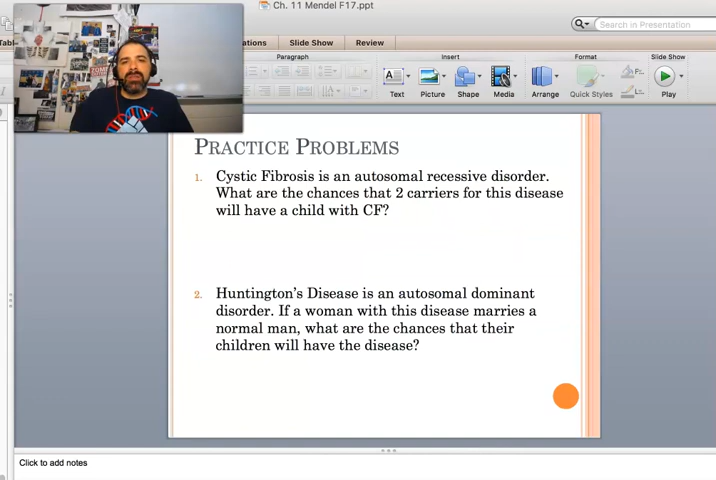 Ch. 11 Mendel F17.ppt
Search in Presentation
Slide Show
Review
Paragraph
Insert
Format
Slide Show
Text
Picture
Shape
Media
Arrange
Quick Styles
Play
PRACTICE PROBLEMS
1. Cystic Fibrosis is an autosomal recessive disorder.
What are the chances that 2 carriers for this disease
will have a child with CF?
2. Huntington's Disease is an autosomal dominant
disorder. If a woman with this disease marries a
normal man, what are the chances that their
children will have the disease?
Click to add notes